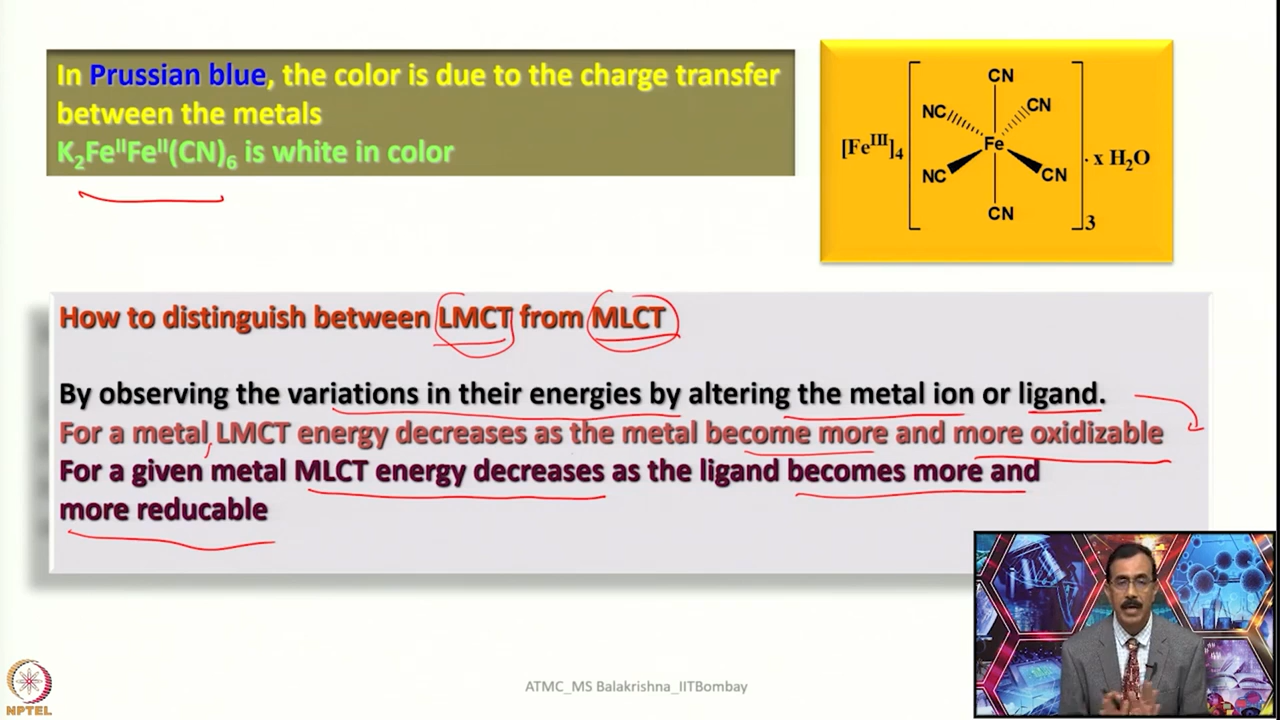 In Prussian blue, the color is due to the charge transfer
between the metals
K₂FeᴵᴵFeᴵᴵ(CN)₆ is white in color
CN
NC
CN
[Feᴵᴵᴵ]₄
Fe
· x H₂O
NC
CN
CN
3
How to distinguish between LMCT from MLCT
By observing the variations in their energies by altering the metal ion or ligand.
For a metal LMCT energy decreases as the metal become more and more oxidizable
For a given metal MLCT energy decreases as the ligand becomes more and
more reducable
NPTEL
ATMC_MS Balakrishna_IITBombay